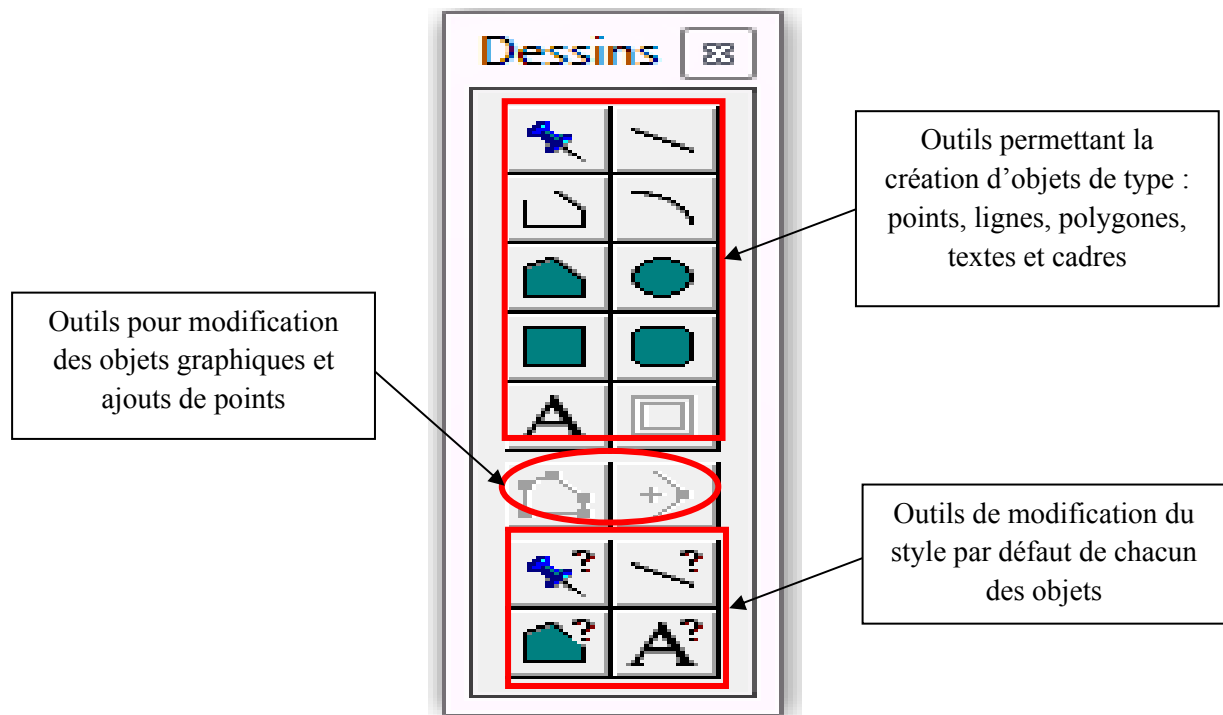 Dessins
Outils permettant la
création d’objets de type :
points, lignes, polygones,
textes et cadres
Outils pour modification
des objets graphiques et
ajouts de points
A
Outils de modification du
style par défaut de chacun
des objets
?
?
?
A?